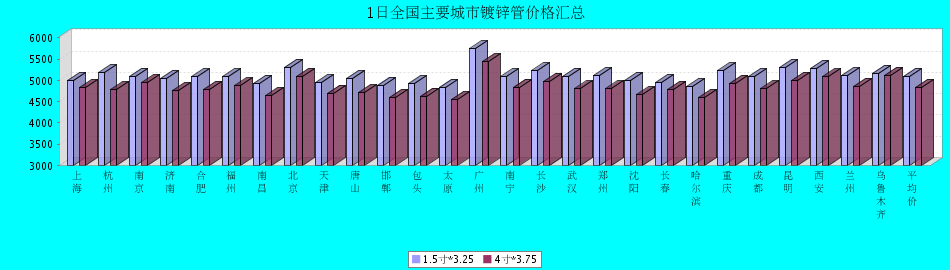 1日全国主要城市镀锌管价格汇总
6000
5500
5000
4500
4000
3500
3000
上海
杭州
南京
济南
合肥
福州
南昌
北京
天津
唐山
邯郸
包头
太原
广州
南宁
长沙
武汉
郑州
沈阳
长春
哈尔滨
重庆
成都
昆明
西安
兰州
乌鲁木齐
平均价
1.5寸*3.25
4寸*3.75